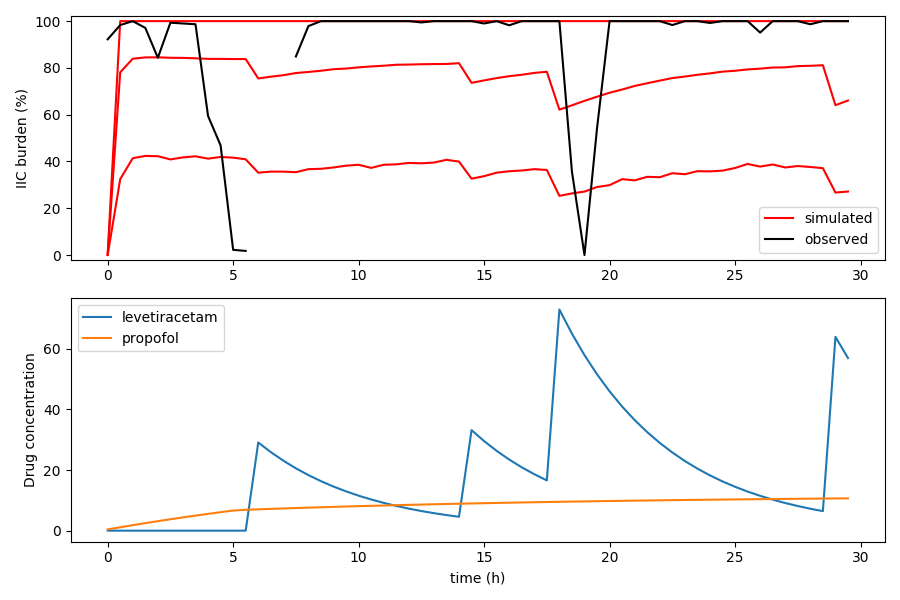 100
80
60
40
20
0
IIC burden (%)
simulated
observed
0 5 10 15 20 25 30
levetiracetam
propofol
60
40
20
0
Drug concentration
0 5 10 15 20 25 30
time (h)